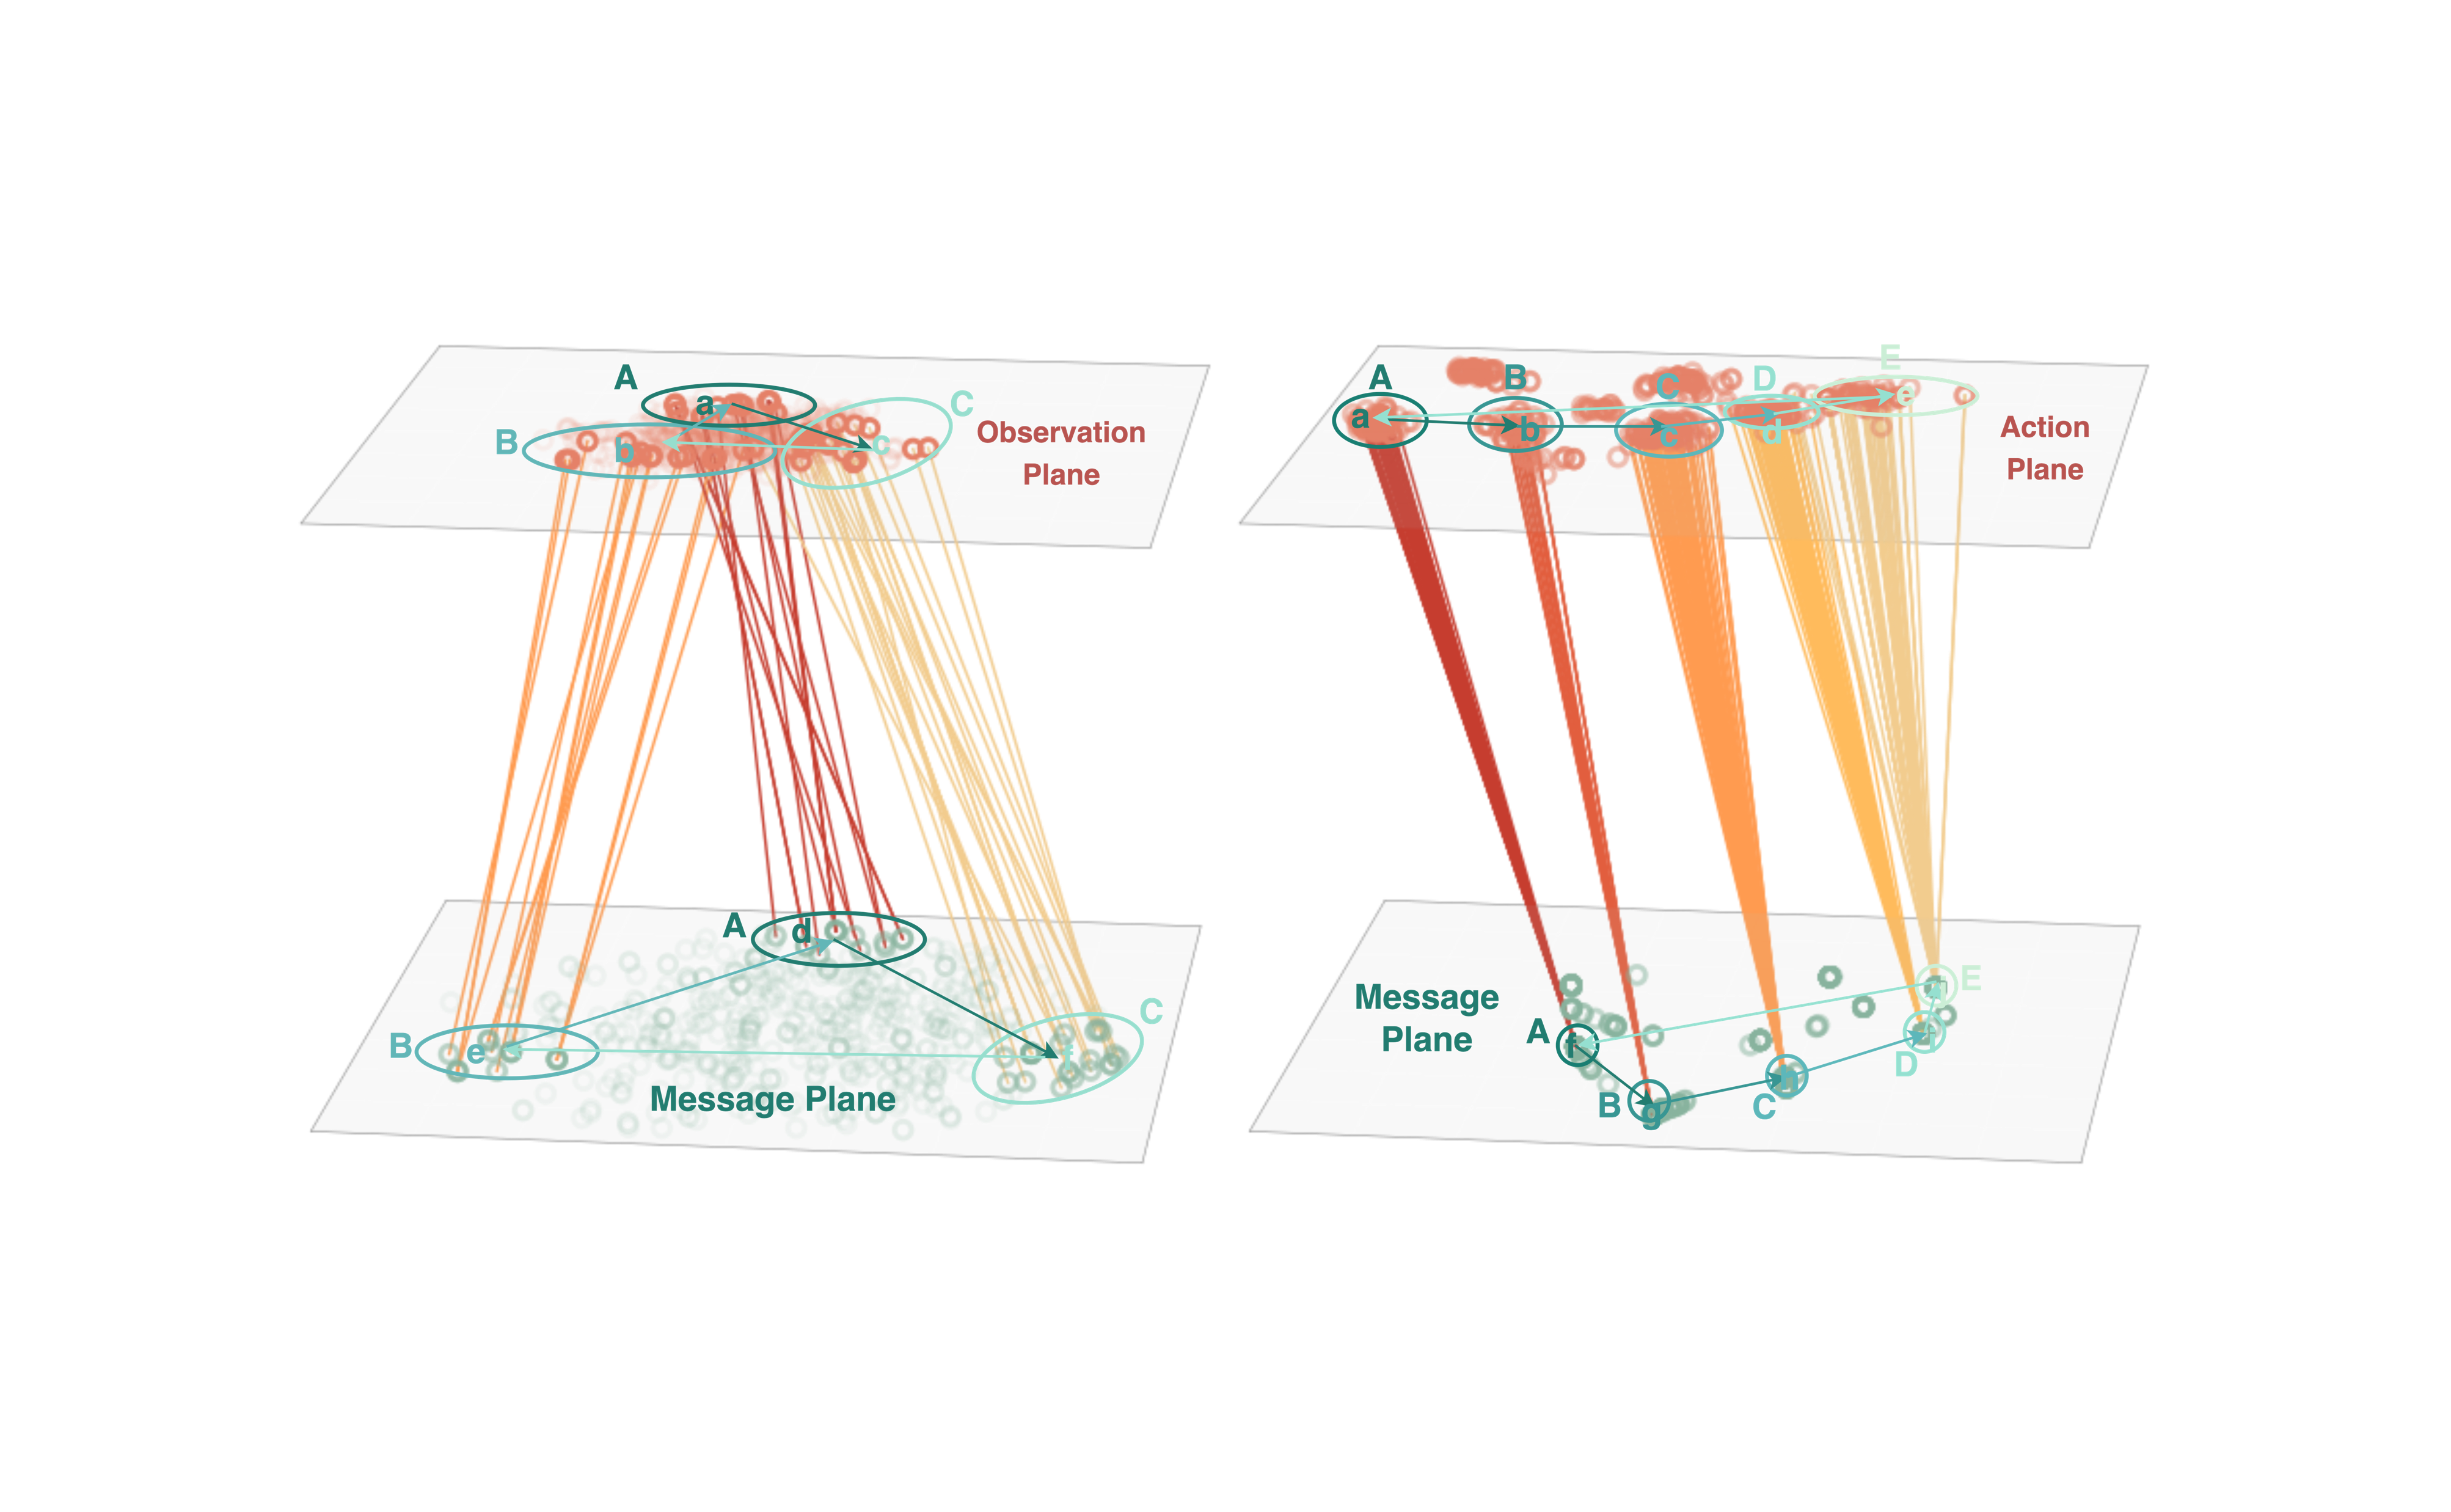 A
a
C
B
b
c
Observation
Plane
A
d
C
B
e
f
Message Plane
E
A
B
C
D
a
b
c
d
e
Action
Plane
Message
Plane
E
A
f
D
B
g
C
h